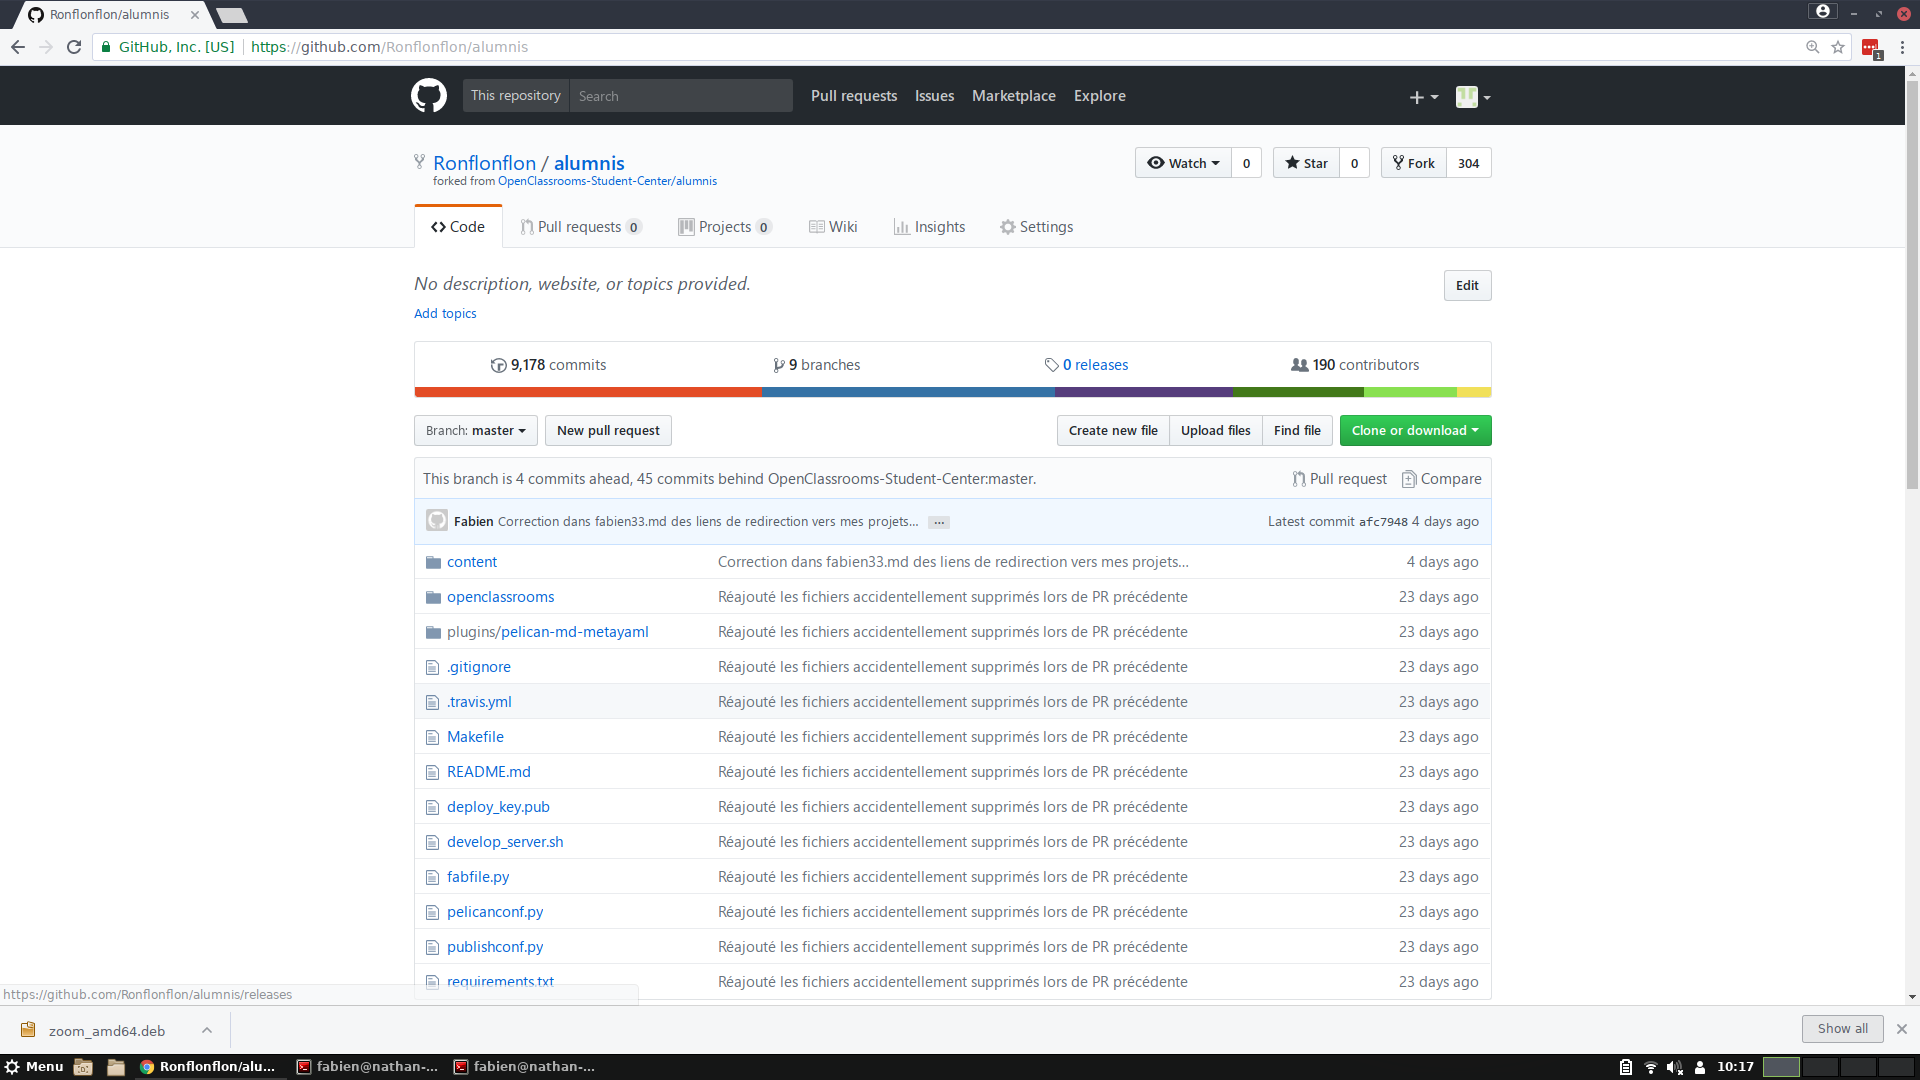 Ronflonflon/alumnis
GitHub, Inc. [US] https://github.com/Ronflonflon/alumnis
1
This repository Search Pull requests Issues Marketplace Explore
Ronflonflon / alumnis
forked from OpenClassrooms-Student-Center/alumnis
Watch 0 Star 0 Fork 304
Code Pull requests 0 Projects 0 Wiki Insights Settings
No description, website, or topics provided.
Edit
Add topics
9,178 commits 9 branches 0 releases 190 contributors
Branch: master New pull request Create new file Upload files Find file Clone or download
This branch is 4 commits ahead, 45 commits behind OpenClassrooms-Student-Center:master. Pull request Compare
Fabien Correction dans fabien33.md des liens de redirection vers mes projets… … Latest commit afc7948 4 days ago
content Correction dans fabien33.md des liens de redirection vers mes projets… 4 days ago
openclassrooms Réajouté les fichiers accidentellement supprimés lors de PR précédente 23 days ago
plugins/pelican-md-metayaml Réajouté les fichiers accidentellement supprimés lors de PR précédente 23 days ago
.gitignore Réajouté les fichiers accidentellement supprimés lors de PR précédente 23 days ago
.travis.yml Réajouté les fichiers accidentellement supprimés lors de PR précédente 23 days ago
Makefile Réajouté les fichiers accidentellement supprimés lors de PR précédente 23 days ago
README.md Réajouté les fichiers accidentellement supprimés lors de PR précédente 23 days ago
deploy_key.pub Réajouté les fichiers accidentellement supprimés lors de PR précédente 23 days ago
develop_server.sh Réajouté les fichiers accidentellement supprimés lors de PR précédente 23 days ago
fabfile.py Réajouté les fichiers accidentellement supprimés lors de PR précédente 23 days ago
pelicanconf.py Réajouté les fichiers accidentellement supprimés lors de PR précédente 23 days ago
publishconf.py Réajouté les fichiers accidentellement supprimés lors de PR précédente 23 days ago
requirements.txt Réajouté les fichiers accidentellement supprimés lors de PR précédente 23 days ago
https://github.com/Ronflonflon/alumnis/releases
zoom_amd64.deb Show all
Menu Ronflonflon/alu... fabien@nathan-... fabien@nathan-... 10:17